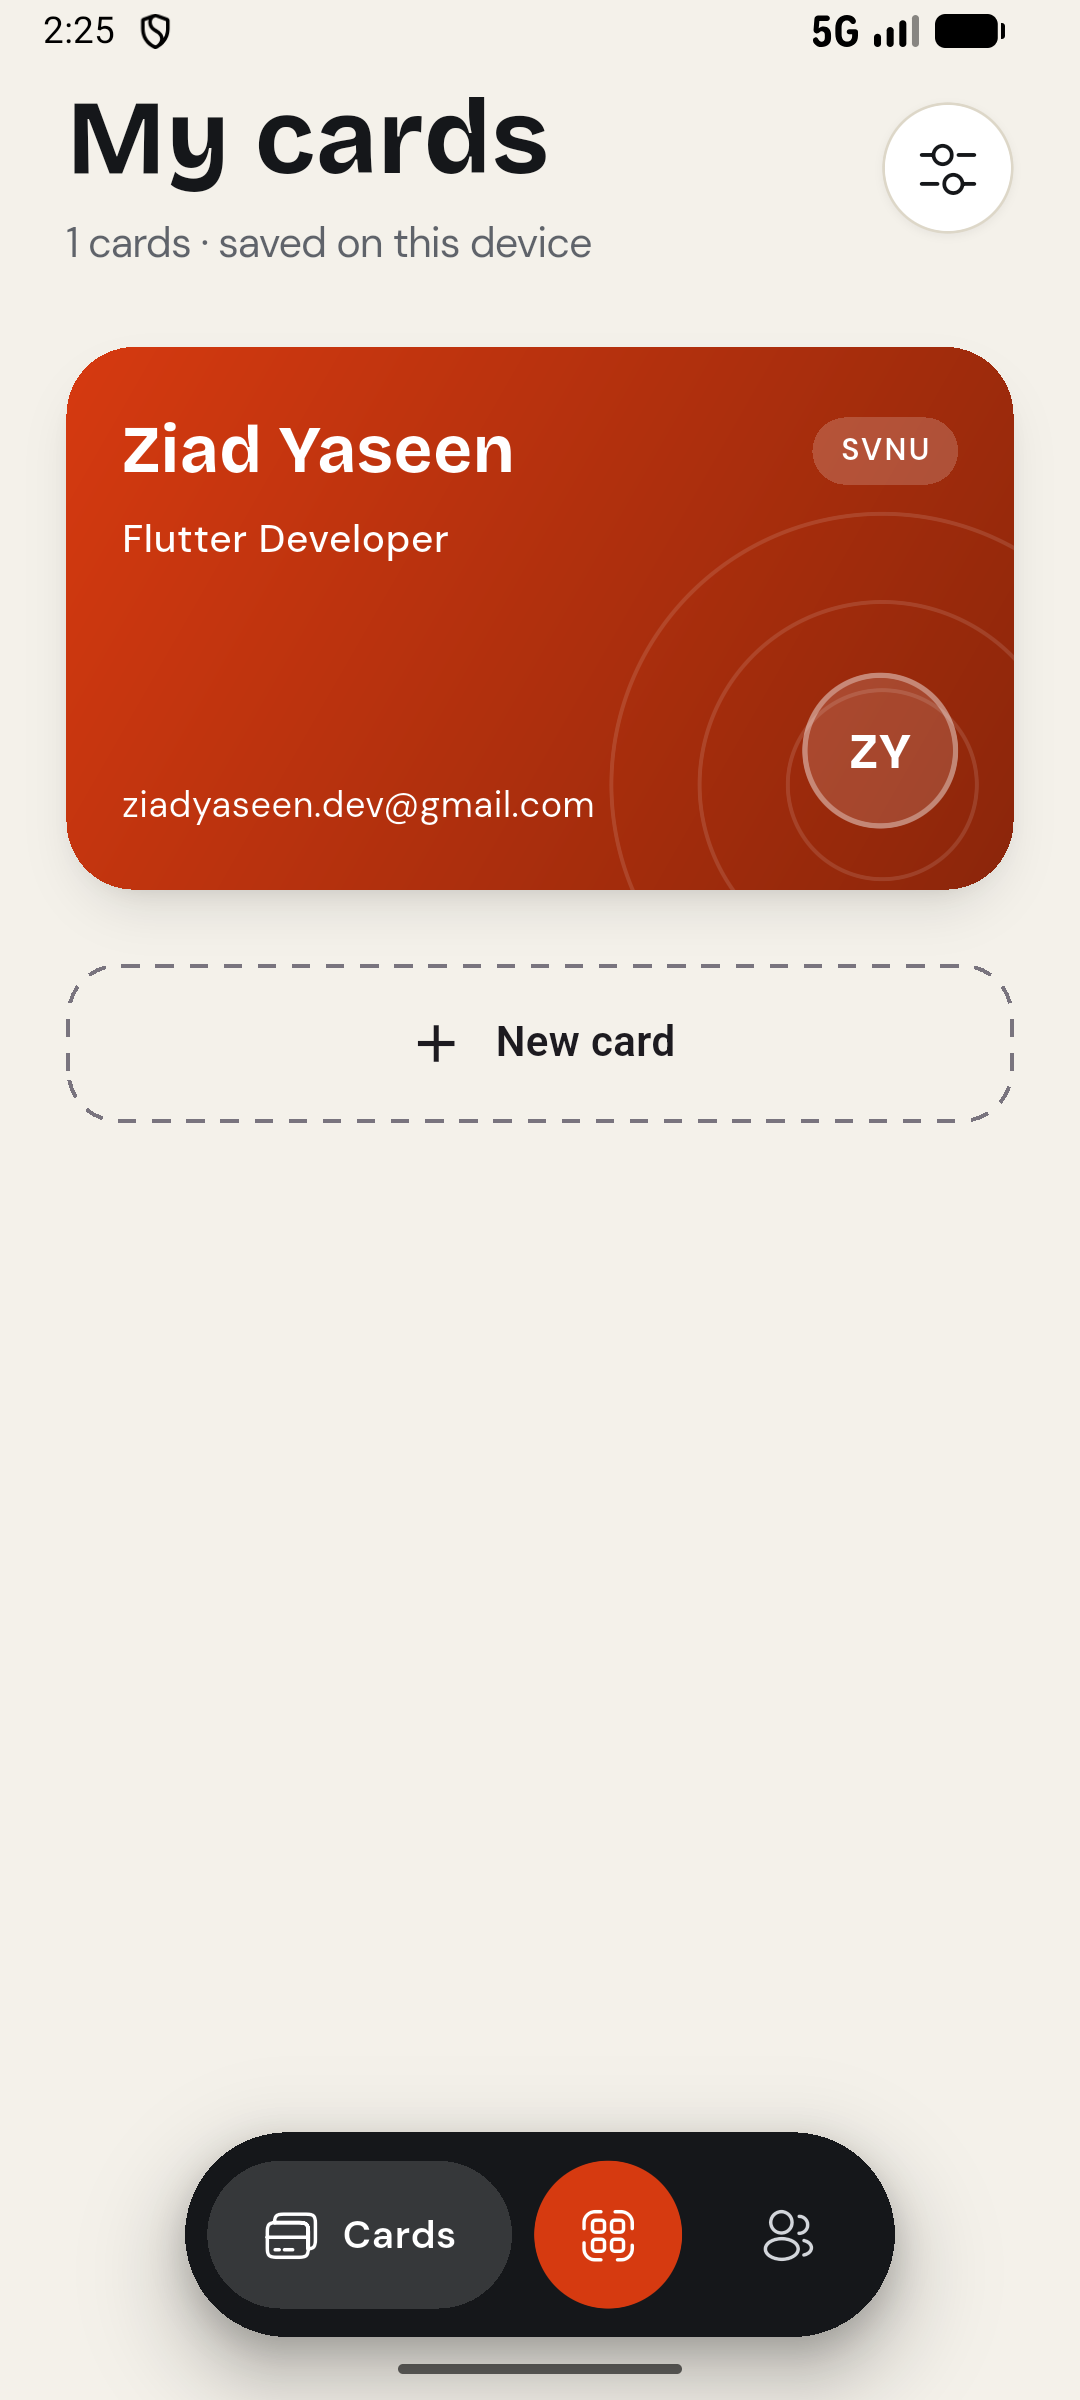 2:25
5G
My cards
1 cards · saved on this device
Ziad Yaseen
SVNU
Flutter Developer
ZY
ziadyaseen.dev@gmail.com
+ New card
Cards